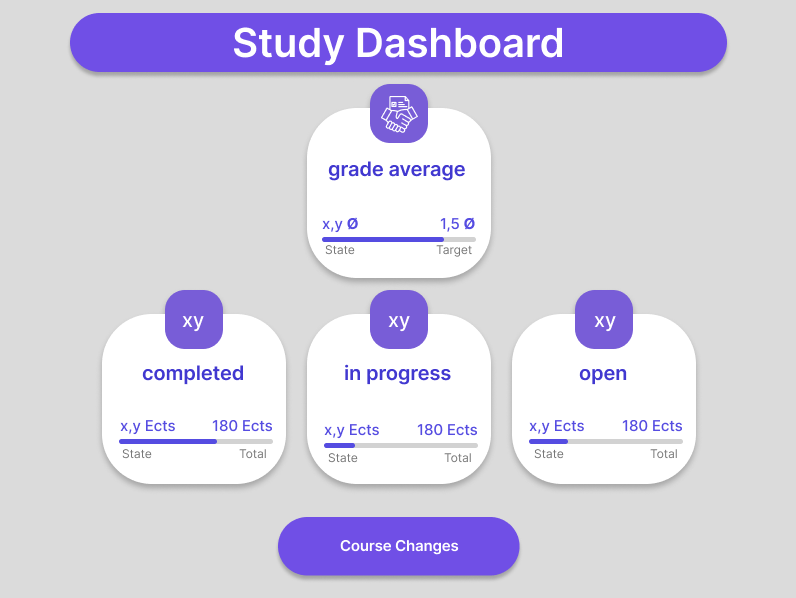 Study Dashboard
grade average
x,y Ø 1,5 Ø
State Target
xy xy xy
completed in progress open
x,y Ects 180 Ects x,y Ects 180 Ects x,y Ects 180 Ects
State Total State Total State Total
Course Changes